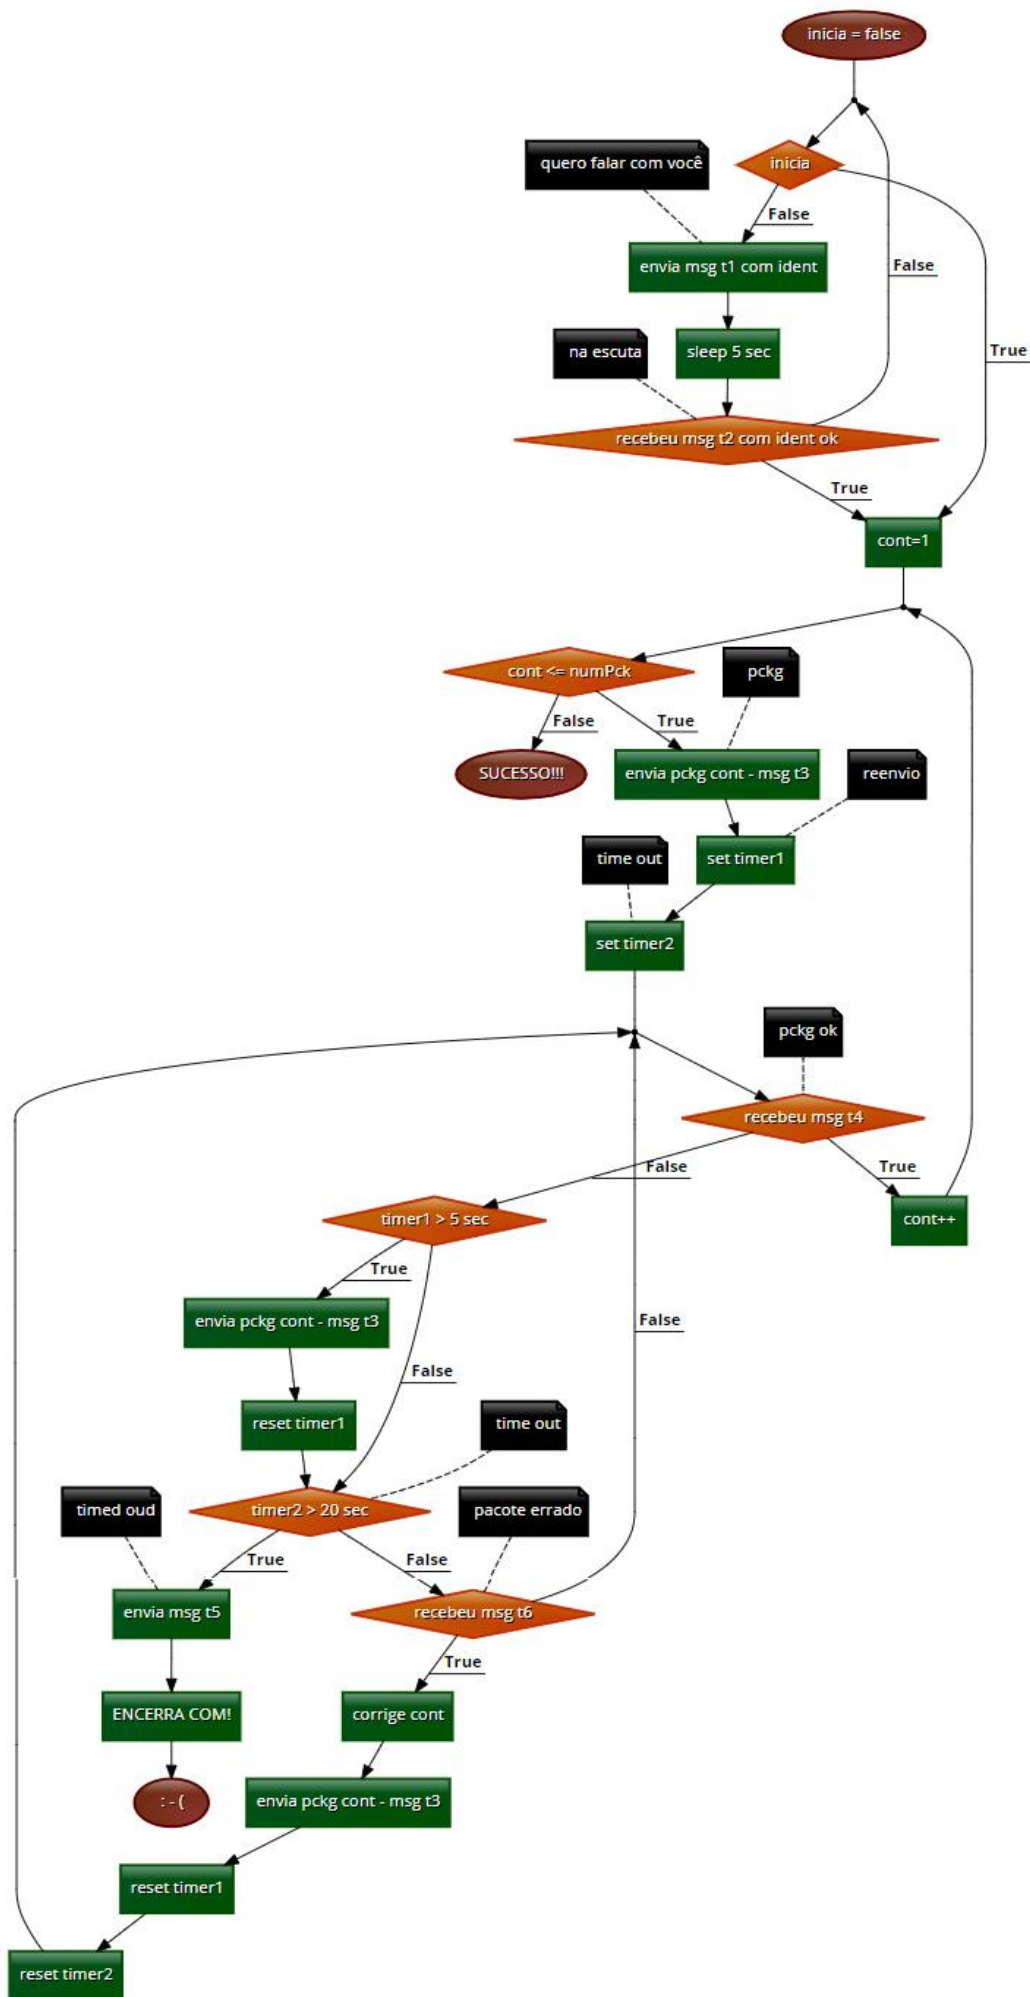 inicia = false
quero falar com você
inicia
False
envia msg t1 com ident
False
na escuta
sleep 5 sec
True
recebeu msg t2 com ident ok
True
cont=1
cont <= numPck
pckg
False
True
SUCESSO!!!
envia pckg cont - msg t3
reenvio
time out
set timer1
set timer2
pckg ok
recebeu msg t4
False
True
timer1 > 5 sec
cont++
True
envia pckg cont - msg t3
False
False
reset timer1
time out
timed oud
timer2 > 20 sec
pacote errado
True
False
envia msg t5
recebeu msg t6
True
ENCERRA COM!
corrige cont
: - (
envia pckg cont - msg t3
reset timer1
reset timer2